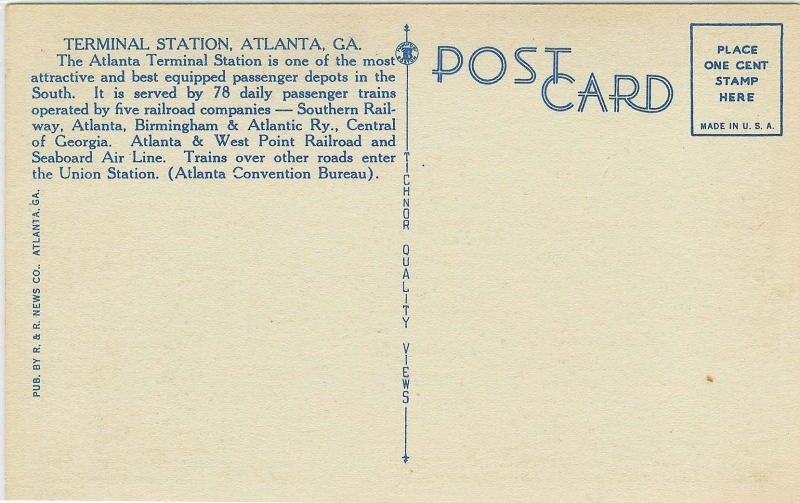 TERMINAL STATION, ATLANTA, GA.
The Atlanta Terminal Station is one of the most
attractive and best equipped passenger depots in the
South. It is served by 78 daily passenger trains
operated by five railroad companies — Southern Rail-
way, Atlanta, Birmingham & Atlantic Ry., Central
of Georgia. Atlanta & West Point Railroad and
Seaboard Air Line. Trains over other roads enter
the Union Station. (Atlanta Convention Bureau).
PUB. BY R. & R. NEWS CO., ATLANTA, GA.
TICHNOR QUALITY VIEWS
POST
CARD
PLACE
ONE CENT
STAMP
HERE
MADE IN U. S. A.